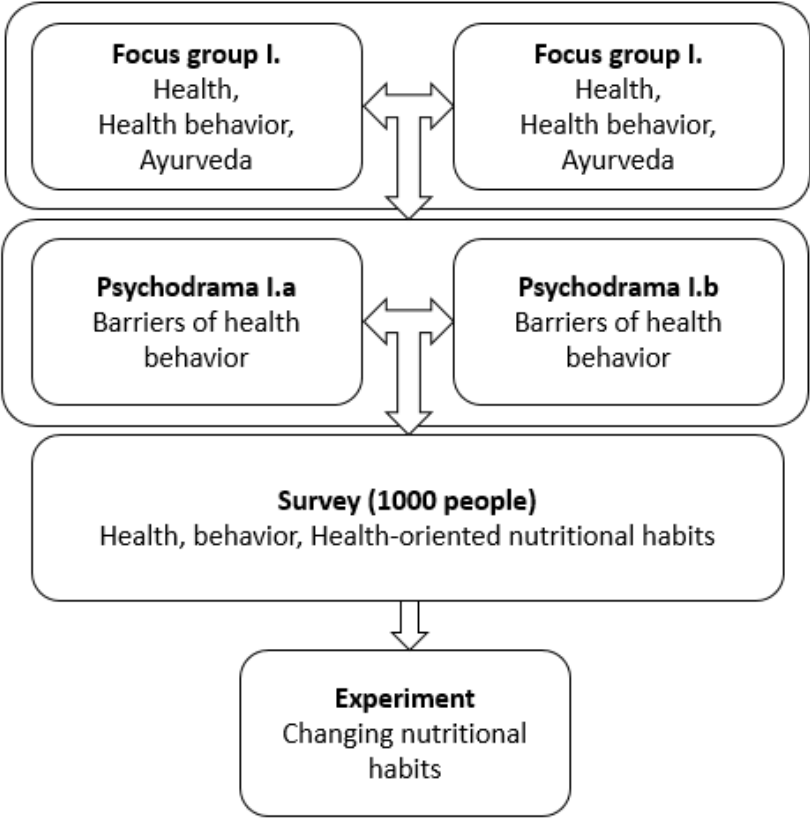 Focus group I.
Health,
Health behavior,
Ayurveda
Focus group I.
Health,
Health behavior,
Ayurveda
Psychodrama I.a
Barriers of health
behavior
Psychodrama I.b
Barriers of health
behavior
Survey (1000 people)
Health, behavior, Health-oriented nutritional habits
Experiment
Changing nutritional
habits